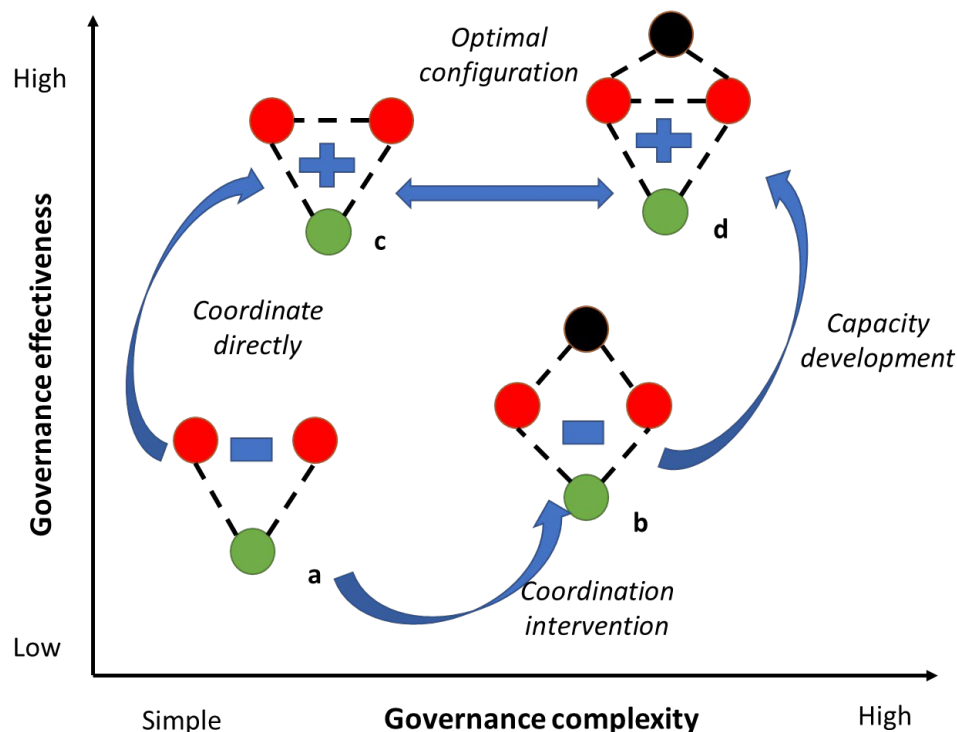 High
Optimal
configuration
c
d
Governance effectiveness
Coordinate
directly
Capacity
development
b
a
Coordination
intervention
Low
Simple
Governance complexity
High